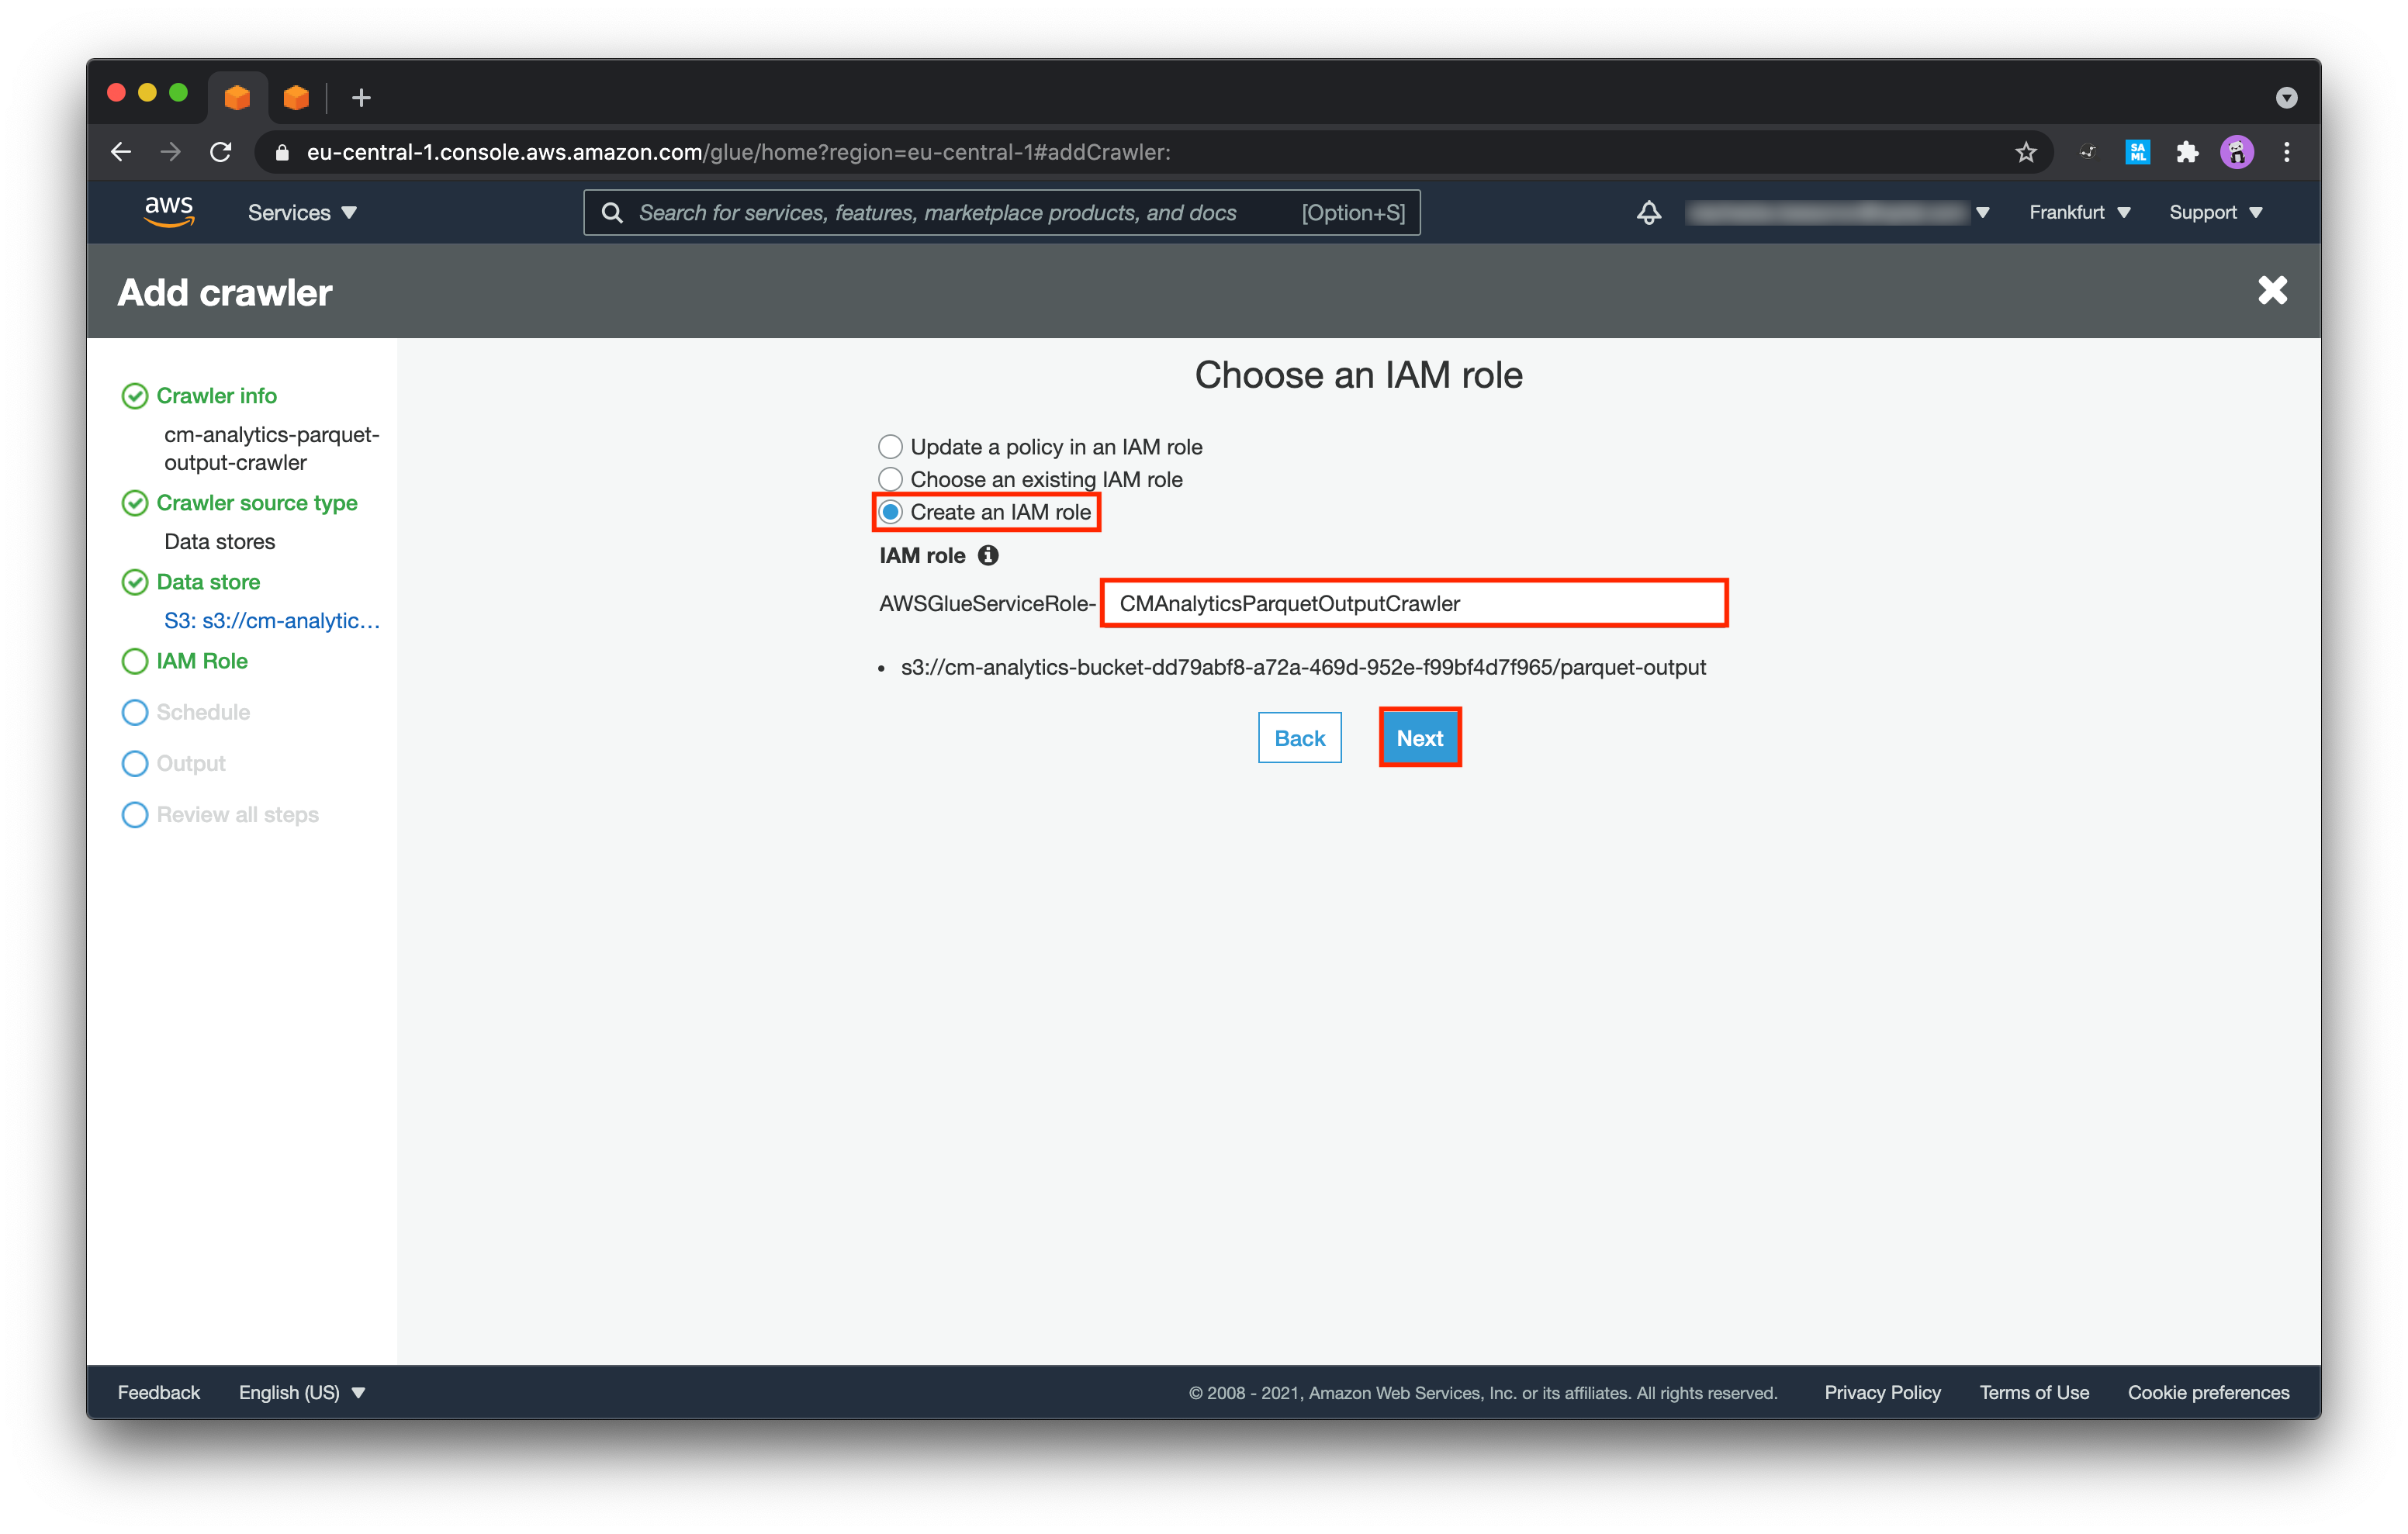 eu-central-1.console.aws.amazon.com/glue/home?region=eu-central-1#addCrawler:
SA
ML
aws
Services
Search for services, features, marketplace products, and docs
[Option+S]
Frankfurt
Support
Add crawler
Crawler info
cm-analytics-parquet-
output-crawler
Crawler source type
Data stores
Data store
S3: s3://cm-analytic...
IAM Role
Schedule
Output
Review all steps
Choose an IAM role
Update a policy in an IAM role
Choose an existing IAM role
Create an IAM role
IAM role
AWSGlueServiceRole- CMAnalyticsParquetOutputCrawler
• s3://cm-analytics-bucket-dd79abf8-a72a-469d-952e-f99bf4d7f965/parquet-output
Back
Next
Feedback
English (US)
© 2008 - 2021, Amazon Web Services, Inc. or its affiliates. All rights reserved.
Privacy Policy
Terms of Use
Cookie preferences